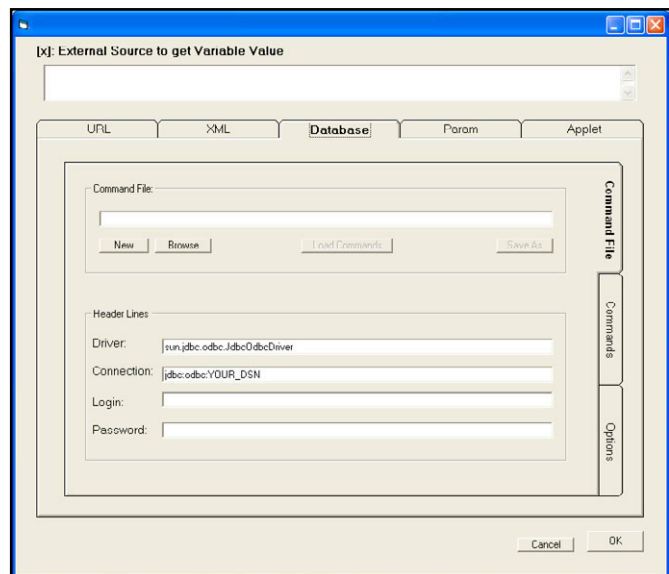 [x]: External Source to get Variable Value
URL XML Database Param Applet
Command File:
New Browse Load Commands Save As
Header Lines
Driver: sun.jdbc.odbc.JdbcOdbcDriver
Connection: jdbc:odbc:YOUR_DSN
Login:
Password:
Command File
Commands
Options
Cancel OK